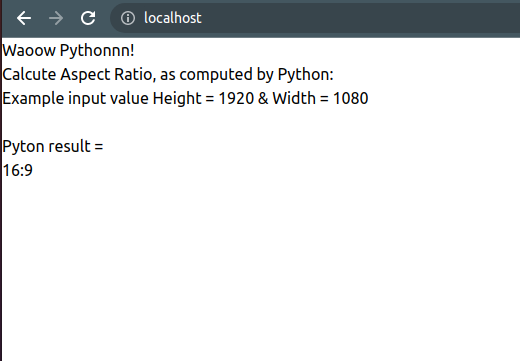 localhost
Waoow Pythonnn!
Calcute Aspect Ratio, as computed by Python:
Example input value Height = 1920 & Width = 1080
Pyton result =
16:9